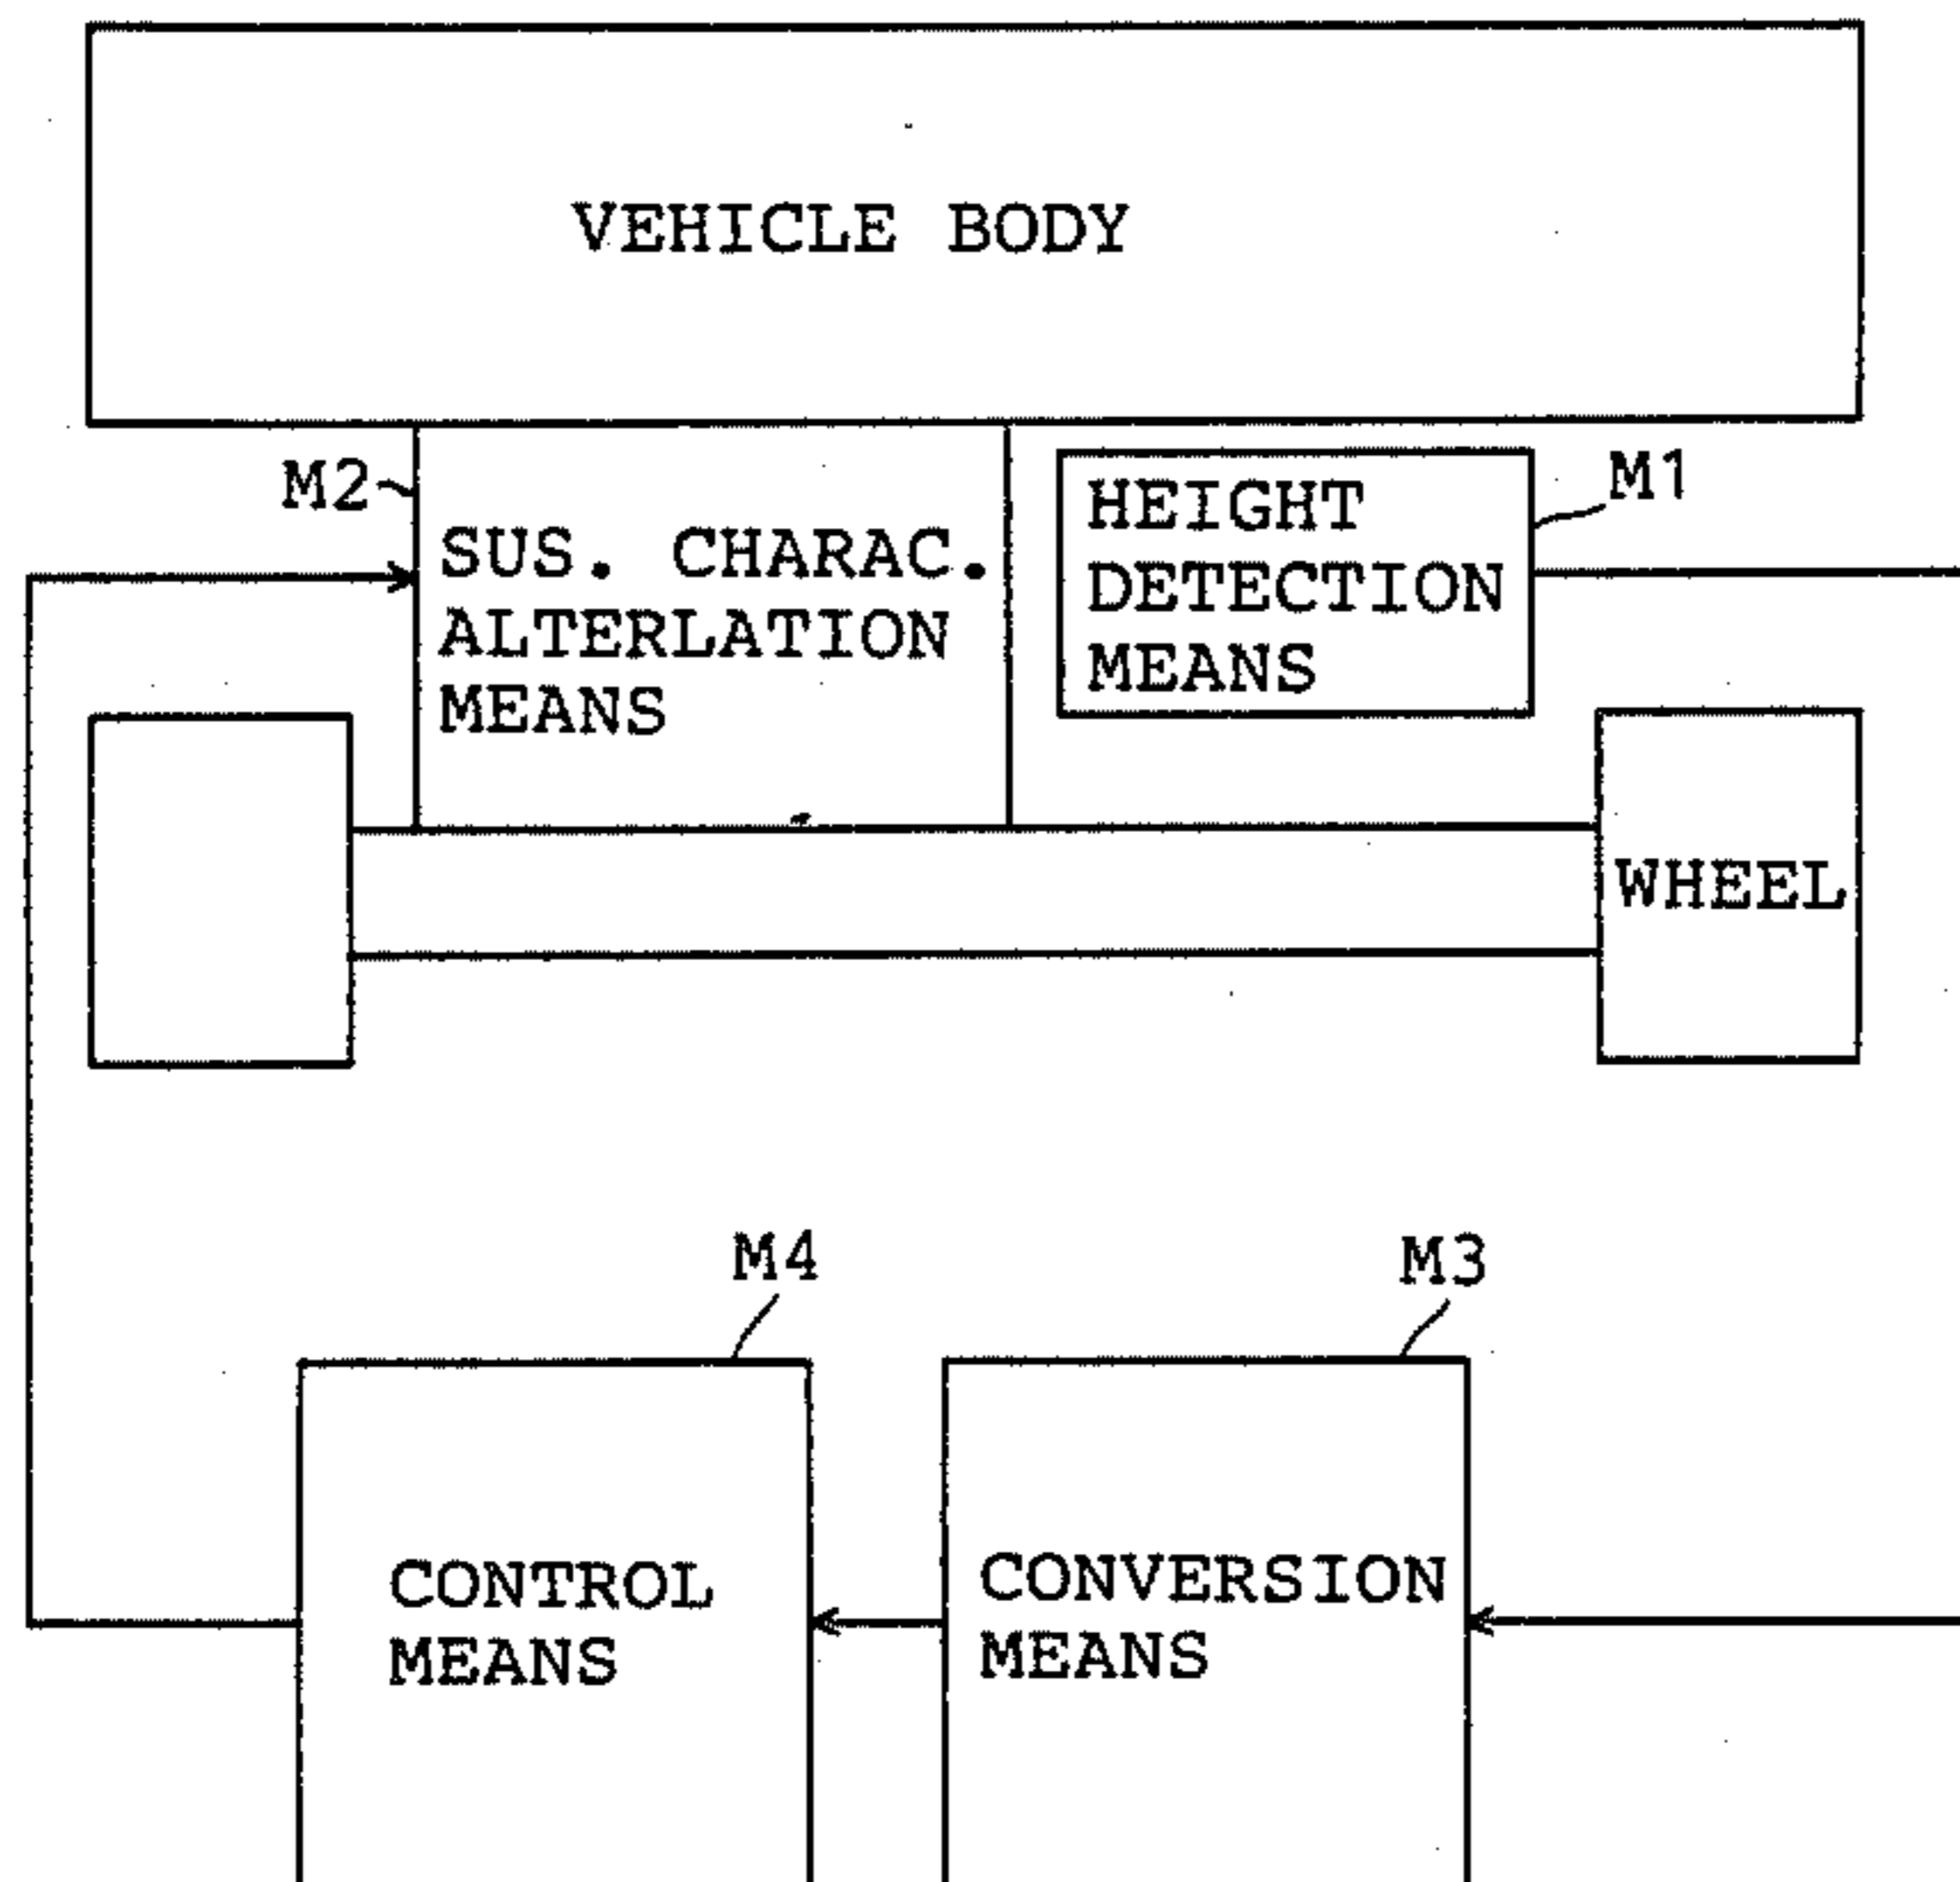 VEHICLE BODY
M2
SUS. CHARAC.
ALTERLATION
MEANS
HEIGHT
DETECTION
MEANS
M1
WHEEL
M4
M3
CONTROL
MEANS
CONVERSION
MEANS